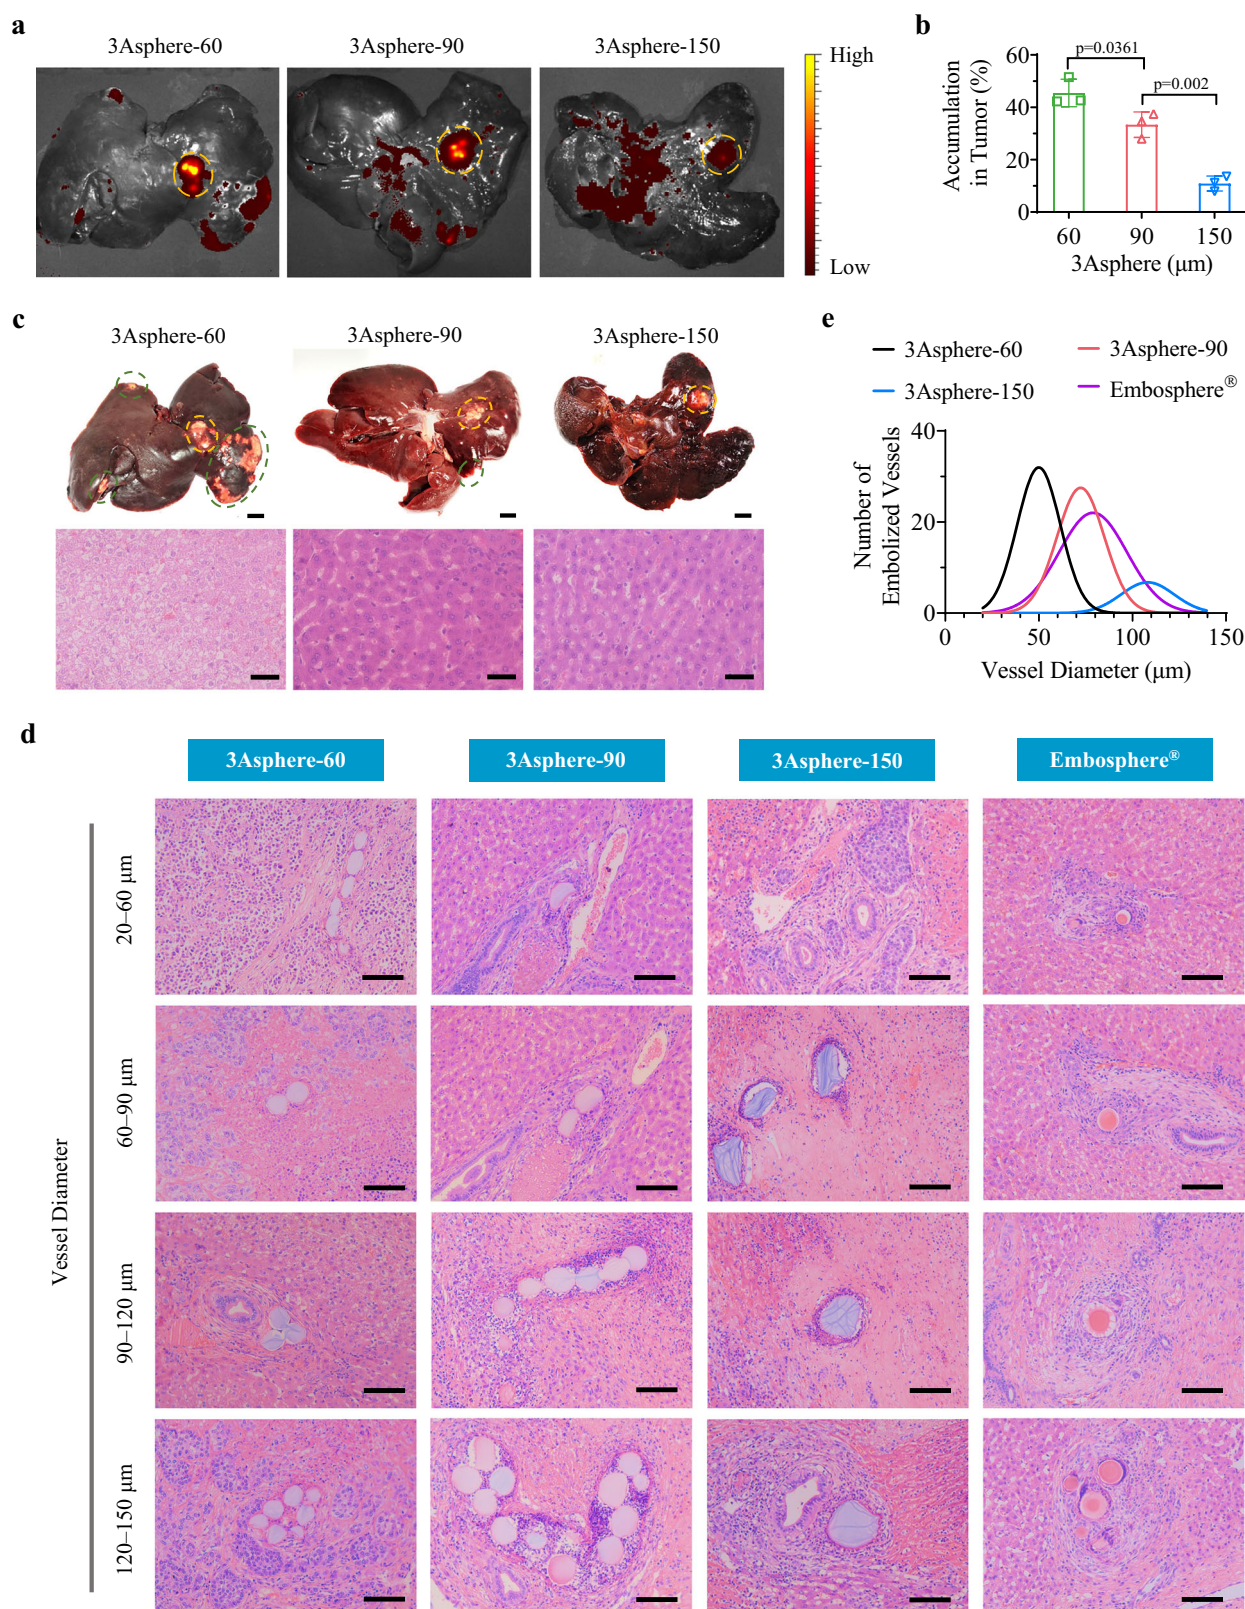 a
3Asphere-60
3Asphere-90
3Asphere-150
High
Low
b
p=0.0361
p=0.002
Accumulation
in Tumor (%)
60
40
20
0
60
90
150
3Asphere (μm)
c
3Asphere-60
3Asphere-90
3Asphere-150
e
3Asphere-60
3Asphere-90
3Asphere-150
Embosphere®
Number of
Embolized Vessels
40
20
0
0
50
100
150
Vessel Diameter (μm)
d
3Asphere-60
3Asphere-90
3Asphere-150
Embosphere®
Vessel Diameter
20–60 μm
60–90 μm
90–120 μm
120–150 μm